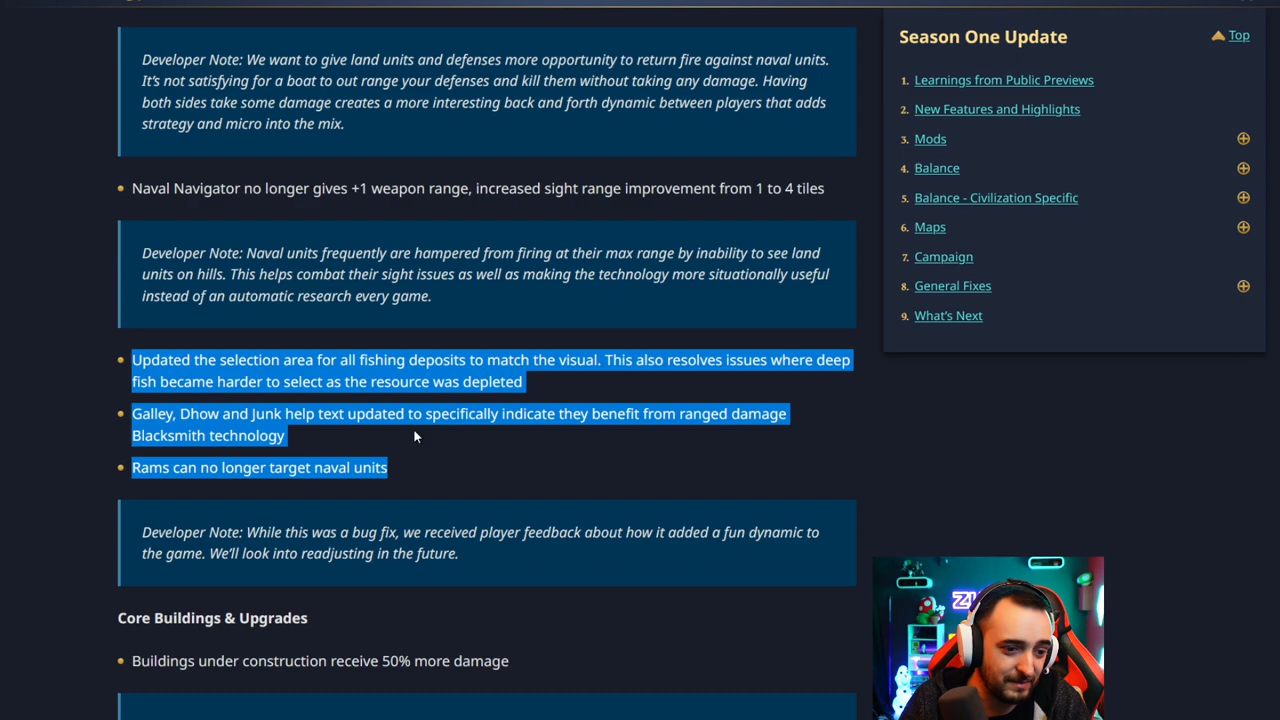 Developer Note: We want to give land units and defenses more opportunity to return fire against naval units.
It's not satisfying for a boat to out range your defenses and kill them without taking any damage. Having
both sides take some damage creates a more interesting back and forth dynamic between players that adds
strategy and micro into the mix.
Naval Navigator no longer gives +1 weapon range, increased sight range improvement from 1 to 4 tiles
Developer Note: Naval units frequently are hampered from firing at their max range by inability to see land
units on hills. This helps combat their sight issues as well as making the technology more situationally useful
instead of an automatic research every game.
Updated the selection area for all fishing deposits to match the visual. This also resolves issues where deep
fish became harder to select as the resource was depleted
Galley, Dhow and Junk help text updated to specifically indicate they benefit from ranged damage
Blacksmith technology
Rams can no longer target naval units
Developer Note: While this was a bug fix, we received player feedback about how it added a fun dynamic to
the game. We'll look into readjusting in the future.
Core Buildings & Upgrades
Buildings under construction receive 50% more damage
Season One Update
Top
1. Learnings from Public Previews
2. New Features and Highlights
3. Mods
4. Balance
5. Balance - Civilization Specific
6. Maps
7. Campaign
8. General Fixes
9. What's Next